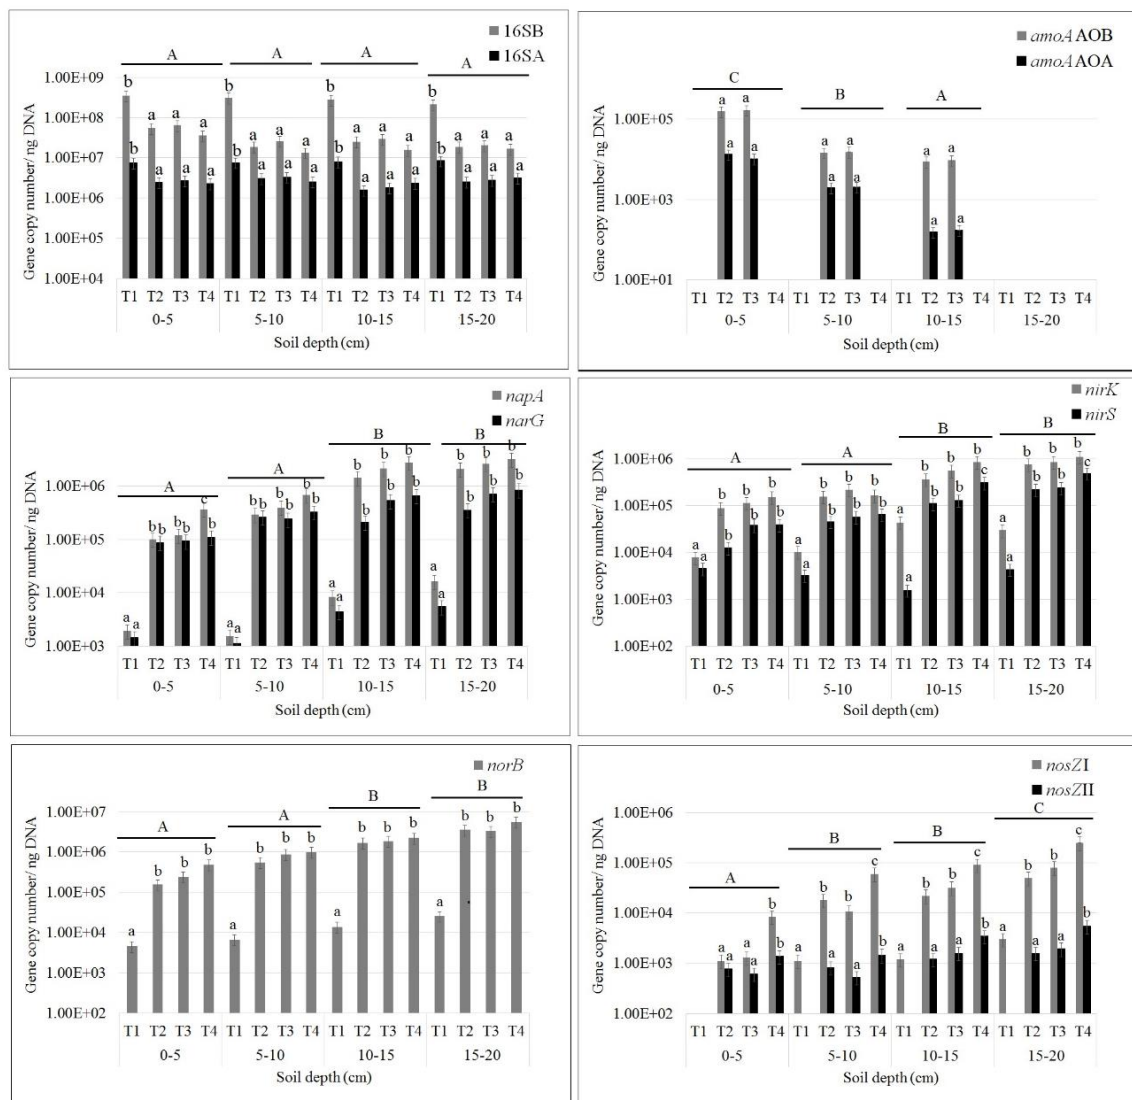 16SB
16SA
A A A A
1.00E+09
1.00E+08
1.00E+07
1.00E+06
1.00E+05
1.00E+04
Gene copy number/ ng DNA
b a a a b a a a b a a a b a a a
b a a a b a a a b a a a b a a a
T1 T2 T3 T4 T1 T2 T3 T4 T1 T2 T3 T4 T1 T2 T3 T4
0-5 5-10 10-15 15-20
Soil depth (cm)
amoA AOB
amoA AOA
C B A
1.00E+05
1.00E+03
1.00E+01
Gene copy number/ ng DNA
a a a a a a
a a a a a a
T1 T2 T3 T4 T1 T2 T3 T4 T1 T2 T3 T4 T1 T2 T3 T4
0-5 5-10 10-15 15-20
Soil depth (cm)
napA
narG
A A B B
1.00E+06
1.00E+05
1.00E+04
1.00E+03
Gene copy number/ ng DNA
a b b c a b b b a b b b a b b b
a b b b a b b b a b b b a b b b
T1 T2 T3 T4 T1 T2 T3 T4 T1 T2 T3 T4 T1 T2 T3 T4
0-5 5-10 10-15 15-20
Soil depth (cm)
nirK
nirS
A A B B
1.00E+06
1.00E+05
1.00E+04
1.00E+03
1.00E+02
Gene copy number/ ng DNA
a b b b a b b b a b b b a b b b
a b b b a b b b a b b c a b b c
T1 T2 T3 T4 T1 T2 T3 T4 T1 T2 T3 T4 T1 T2 T3 T4
0-5 5-10 10-15 15-20
Soil depth (cm)
norB
A A B B
1.00E+07
1.00E+06
1.00E+05
1.00E+04
1.00E+03
1.00E+02
Gene copy number/ ng DNA
a b b b a b b b a b b b a b b b
T1 T2 T3 T4 T1 T2 T3 T4 T1 T2 T3 T4 T1 T2 T3 T4
0-5 5-10 10-15 15-20
Soil depth (cm)
nosZI
nosZII
A B B C
1.00E+06
1.00E+05
1.00E+04
1.00E+03
1.00E+02
Gene copy number/ ng DNA
a a b a b b c a b b c a b b c
a a b a a b a a b a a b
T1 T2 T3 T4 T1 T2 T3 T4 T1 T2 T3 T4 T1 T2 T3 T4
0-5 5-10 10-15 15-20
Soil depth (cm)